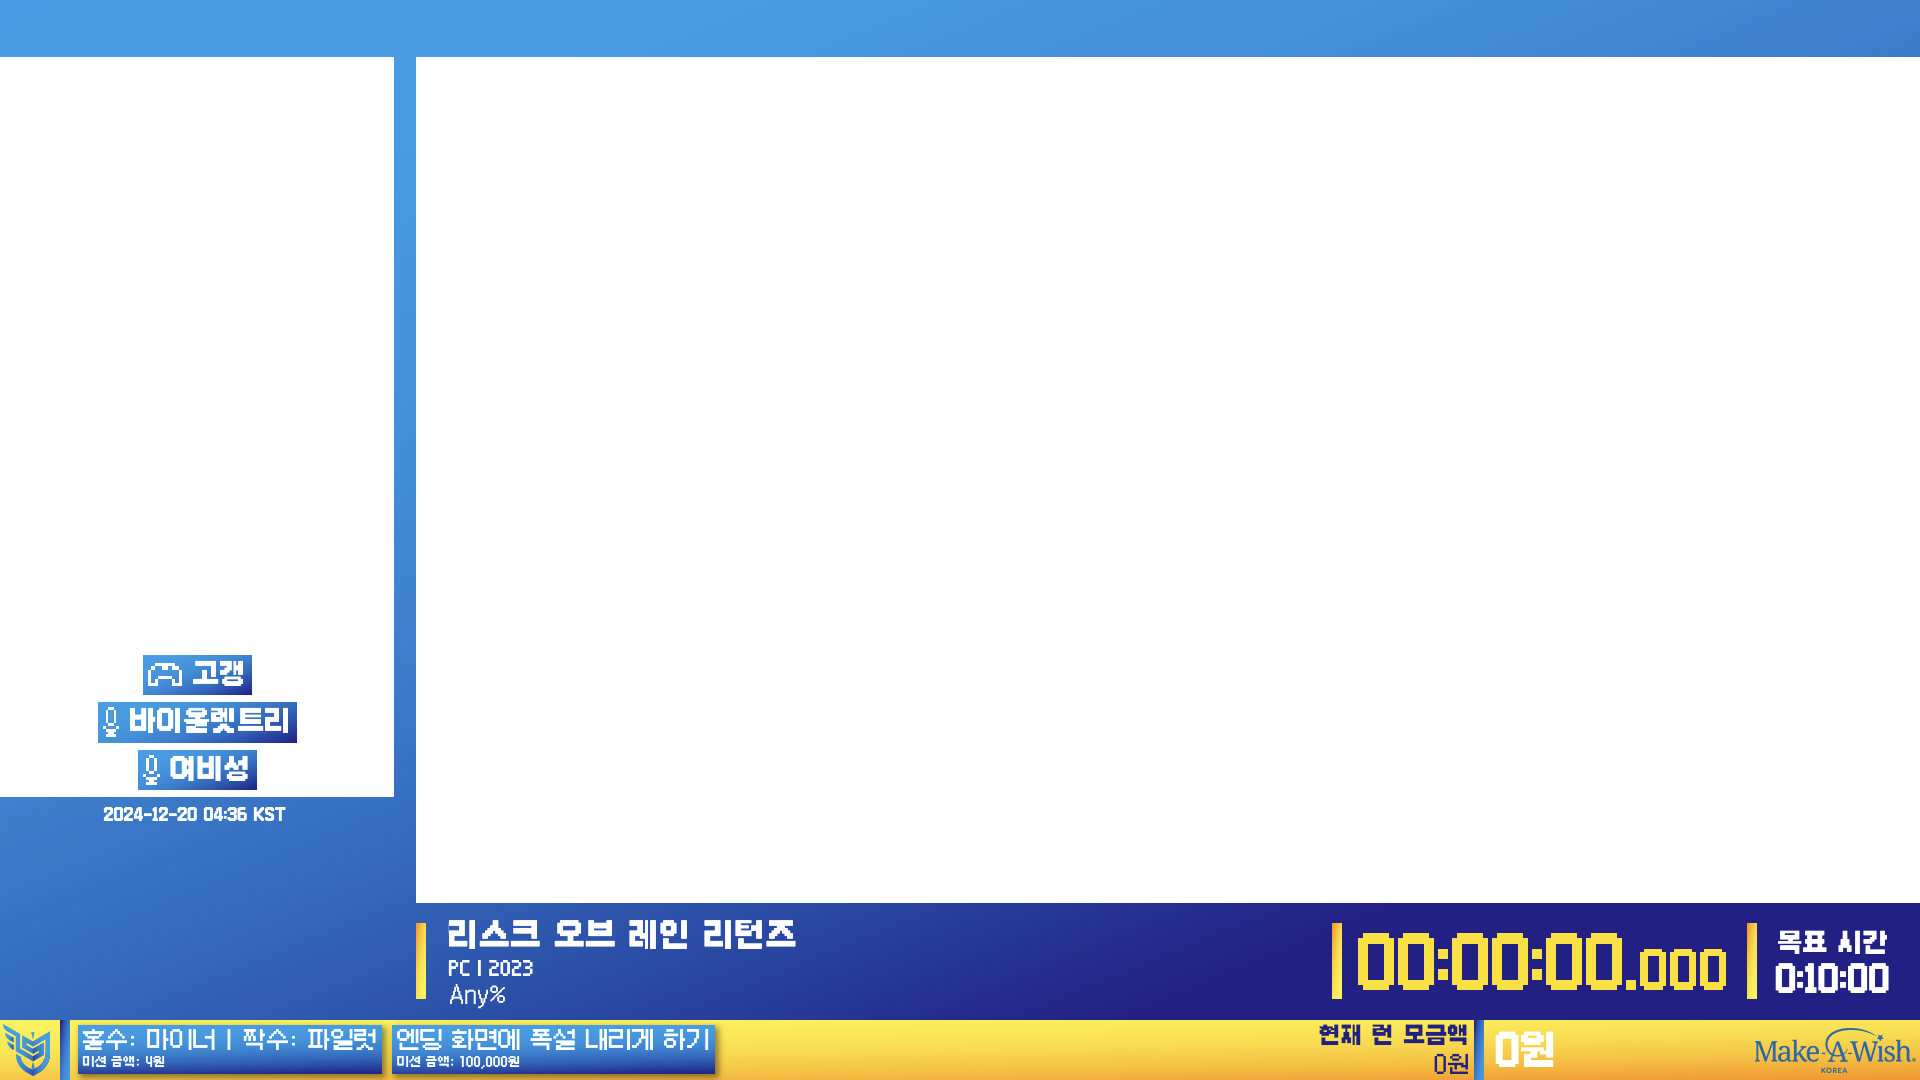 고갱
바이올렛트리
여비성
2024-12-20 04:36 KST
리스크 오브 레인 리턴즈
PC | 2023
Any%
00:00:00.000
목표 시간
0:10:00
홀수: 마이너 | 짝수: 파일럿
미션 금액: 4원
엔딩 화면에 폭설 내리게 하기
미션 금액: 100,000원
현재 런 모금액
0원
0원
Make-A-Wish.
KOREA